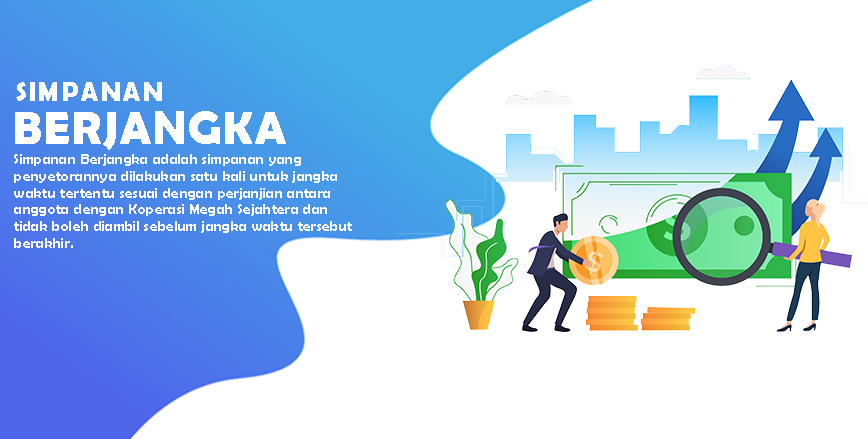 SIMPANAN
BERJANGKA
Simpanan Berjangka adalah simpanan yang
penyetorannya dilakukan satu kali untuk jangka
waktu tertentu sesuai dengan perjanjian antara
anggota dengan Koperasi Megah Sejahtera dan
tidak boleh diambil sebelum jangka waktu tersebut
berakhir.